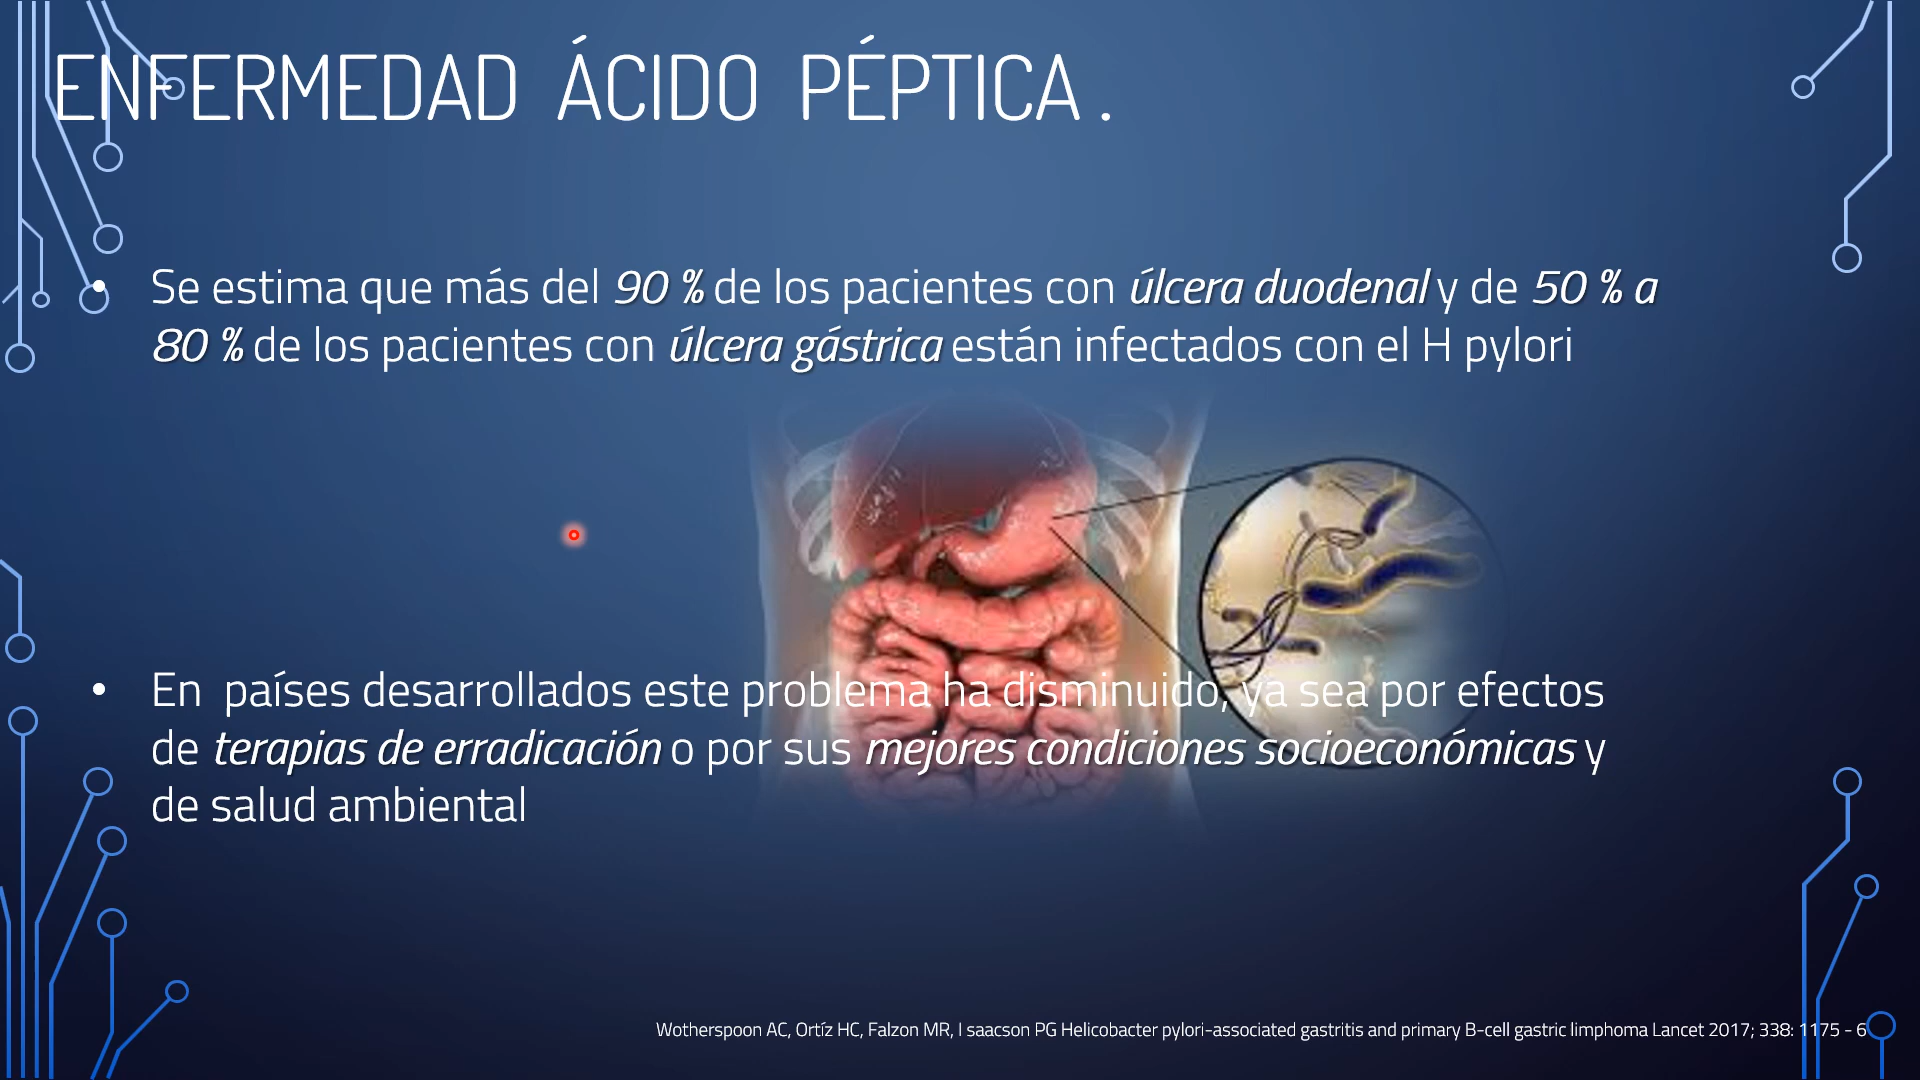 ENFERMEDAD ÁCIDO PÉPTICA .
• Se estima que más del 90 % de los pacientes con úlcera duodenal y de 50 % a
80 % de los pacientes con úlcera gástrica están infectados con el H pylori
• En países desarrollados este problema ha disminuido, ya sea por efectos
de terapias de erradicación o por sus mejores condiciones socioeconómicas y
de salud ambiental
Wotherspoon AC, Ortíz HC, Falzon MR, I saacson PG Helicobacter pylori-associated gastritis and primary B-cell gastric limphoma Lancet 2017; 338: 1175 - 6